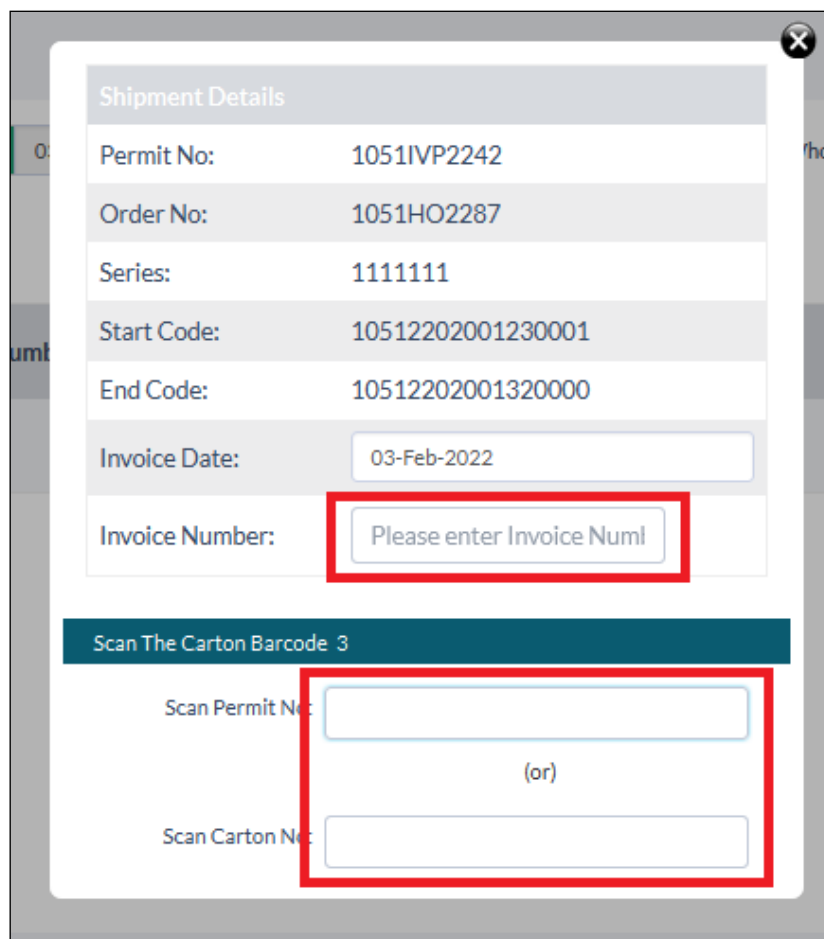 Shipment Details
03
Permit No: 1051IVP2242
Order No: 1051HO2287
Series: 1111111
Start Code: 10512202001230001
umb
End Code: 10512202001320000
Invoice Date: 03-Feb-2022
Invoice Number: Please enter Invoice Numl
Scan The Carton Barcode 3
Scan Permit No:
(or)
Scan Carton No: